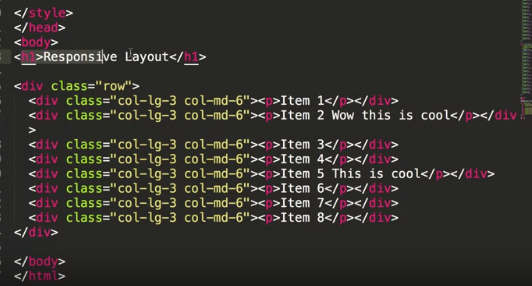 </style>
</head>
<body>
<h1>Responsive Layout</h1>
<div class="row">
<div class="col-lg-3 col-md-6"><p>Item 1</p></div>
<div class="col-lg-3 col-md-6"><p>Item 2 Wow this is cool</p></div
>
<div class="col-lg-3 col-md-6"><p>Item 3</p></div>
<div class="col-lg-3 col-md-6"><p>Item 4</p></div>
<div class="col-lg-3 col-md-6"><p>Item 5 This is cool</p></div>
<div class="col-lg-3 col-md-6"><p>Item 6</p></div>
<div class="col-lg-3 col-md-6"><p>Item 7</p></div>
<div class="col-lg-3 col-md-6"><p>Item 8</p></div>
</div>
</body>
</html>